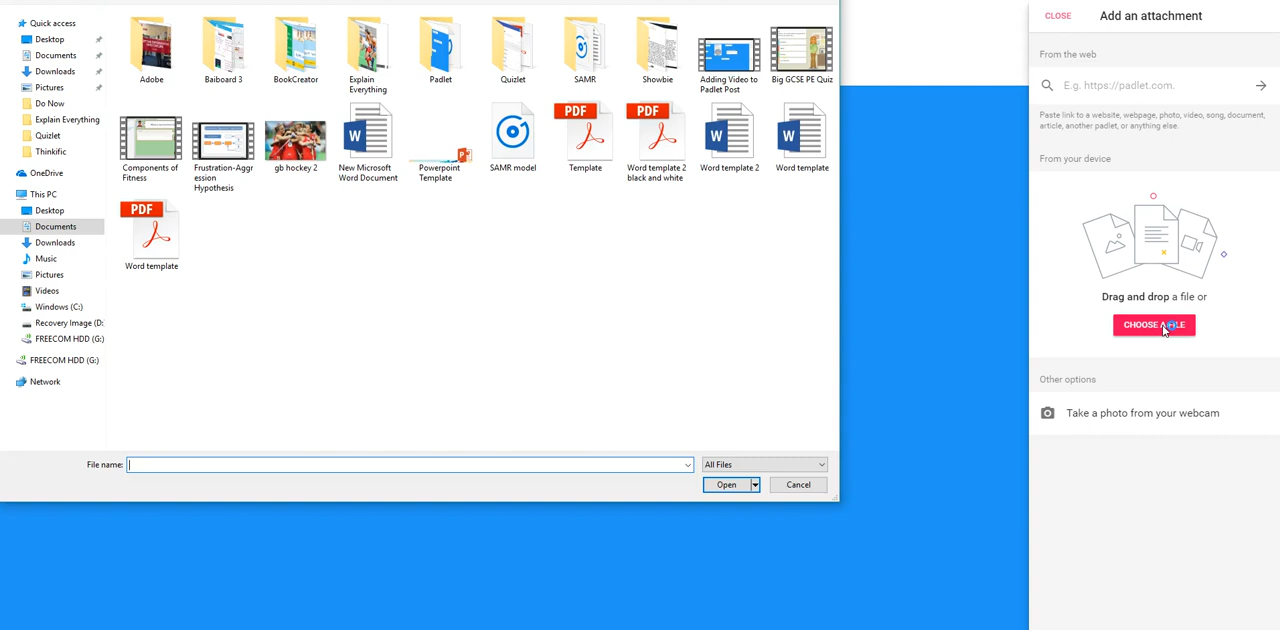 Quick access
Desktop
Documents
Downloads
Pictures
Do Now
Explain Everything
Quizlet
Thinkific
OneDrive
This PC
Desktop
Documents
Downloads
Music
Pictures
Videos
Windows (C:)
Recovery Image (D:
FREECOM HDD (G:)
FREECOM HDD (G:)
Network
Adobe
Baiboard 3
BookCreator
Explain
Everything
Padlet
Quizlet
SAMR
Showbie
Adding Video to
Padlet Post
Big GCSE PE Quiz
Components of
Fitness
Frustration-Aggr
ession
Hypothesis
gb hockey 2
New Microsoft
Word Document
Powerpoint
Template
SAMR model
PDF
Template
PDF
Word template 2
black and white
Word template 2
Word template
PDF
Word template
File name:
All Files
Open
Cancel
CLOSE
Add an attachment
From the web
E.g. https://padlet.com.
Paste link to a website, webpage, photo, video, song, document,
article, another padlet, or anything else.
From your device
Drag and drop a file or
CHOOSE A FILE
Other options
Take a photo from your webcam